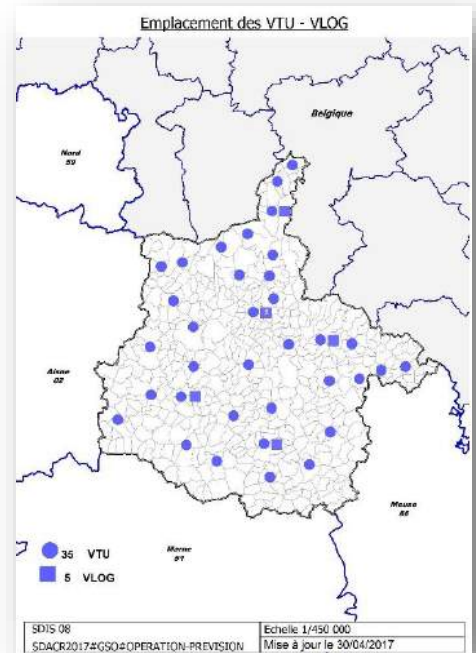 Emplacement des VTU - VLOG
Belgique
Nord
59
Aisne
02
Meuse
55
Marne
51
35 VTU
5 VLOG
SDIS 08
Echelle 1/450 000
SDACR2017#GSO#OPERATION-PREVISION
Mise à jour le 30/04/2017